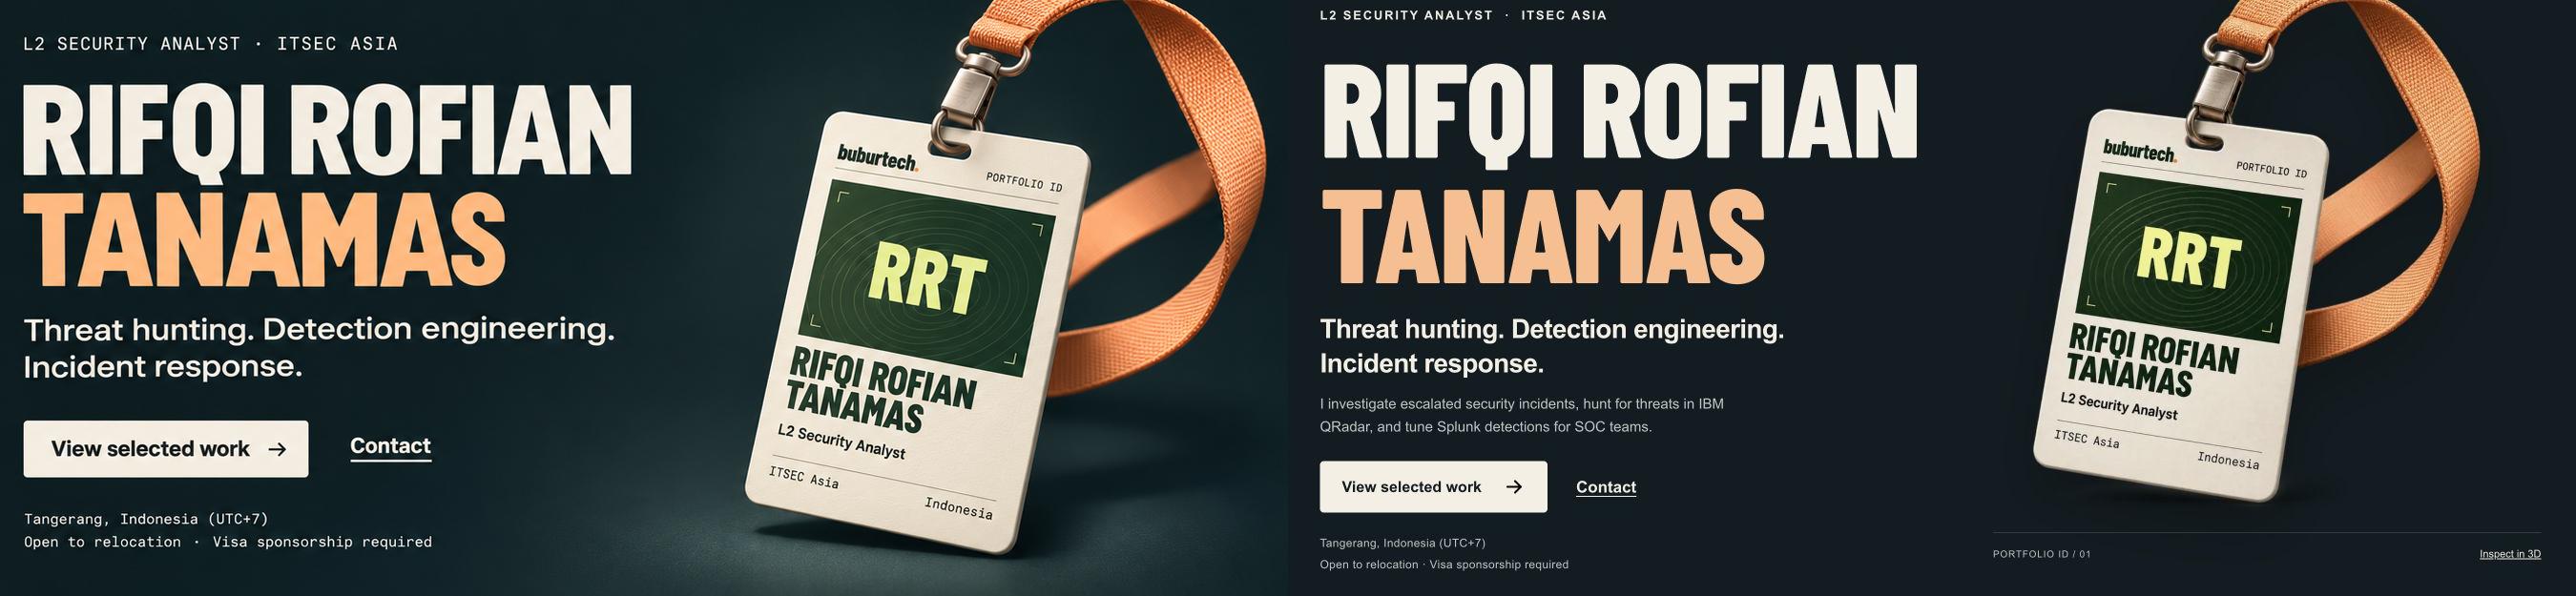 L2 SECURITY ANALYST · ITSEC ASIA
RIFQI ROFIAN
TANAMAS
Threat hunting. Detection engineering.
Incident response.
View selected work →
Contact
Tangerang, Indonesia (UTC+7)
Open to relocation · Visa sponsorship required
buburtech.
PORTFOLIO ID
RRT
RIFQI ROFIAN
TANAMAS
L2 Security Analyst
ITSEC Asia
Indonesia
L2 SECURITY ANALYST · ITSEC ASIA
RIFQI ROFIAN
TANAMAS
Threat hunting. Detection engineering.
Incident response.
I investigate escalated security incidents, hunt for threats in IBM
QRadar, and tune Splunk detections for SOC teams.
View selected work →
Contact
Tangerang, Indonesia (UTC+7)
Open to relocation · Visa sponsorship required
buburtech.
PORTFOLIO ID
RRT
RIFQI ROFIAN
TANAMAS
L2 Security Analyst
ITSEC Asia
Indonesia
PORTFOLIO ID / 01
Inspect in 3D